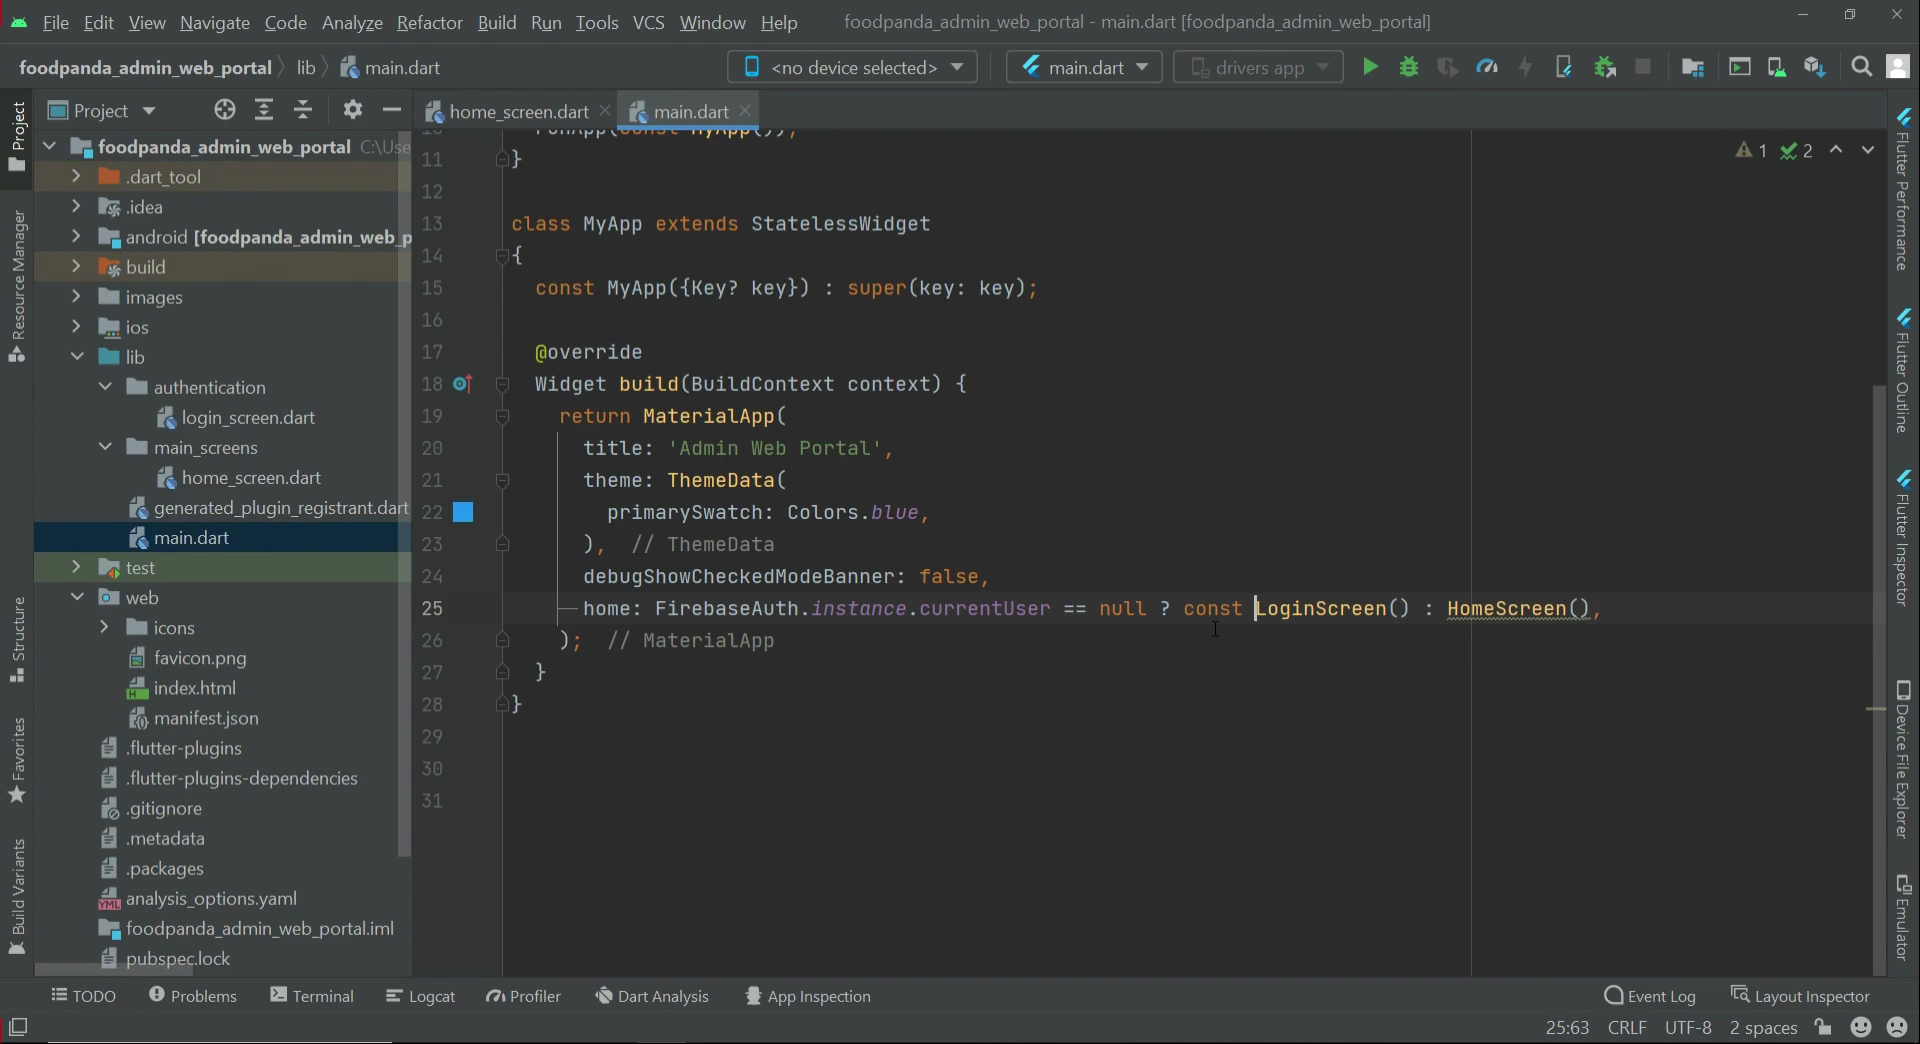 File Edit View Navigate Code Analyze Refactor Build Run Tools VCS Window Help foodpanda_admin_web_portal - main.dart [foodpanda_admin_web_portal]
foodpanda_admin_web_portal lib main.dart <no device selected> main.dart drivers app
Project home_screen.dart main.dart
foodpanda_admin_web_portal C:\Use
.dart_tool
.idea
android [foodpanda_admin_web_p
build
images
ios
lib
authentication
login_screen.dart
main_screens
home_screen.dart
generated_plugin_registrant.dart
main.dart
test
web
icons
favicon.png
index.html
manifest.json
.flutter-plugins
.flutter-plugins-dependencies
.gitignore
.metadata
.packages
analysis_options.yaml
foodpanda_admin_web_portal.iml
pubspec.lock
10 runApp(const MyApp());
11 }
12
13 class MyApp extends StatelessWidget
14 {
15 const MyApp({Key? key}) : super(key: key);
16
17 @override
18 Widget build(BuildContext context) {
19 return MaterialApp(
20 title: 'Admin Web Portal',
21 theme: ThemeData(
22 primarySwatch: Colors.blue,
23 ), // ThemeData
24 debugShowCheckedModeBanner: false,
25 home: FirebaseAuth.instance.currentUser == null ? const LoginScreen() : HomeScreen(),
26 ); // MaterialApp
27 }
28 }
29
30
31
1 2
Project
Resource Manager
Structure
Favorites
Build Variants
Flutter Performance
Flutter Outline
Flutter Inspector
Device File Explorer
Emulator
TODO Problems Terminal Logcat Profiler Dart Analysis App Inspection Event Log Layout Inspector
25:63 CRLF UTF-8 2 spaces